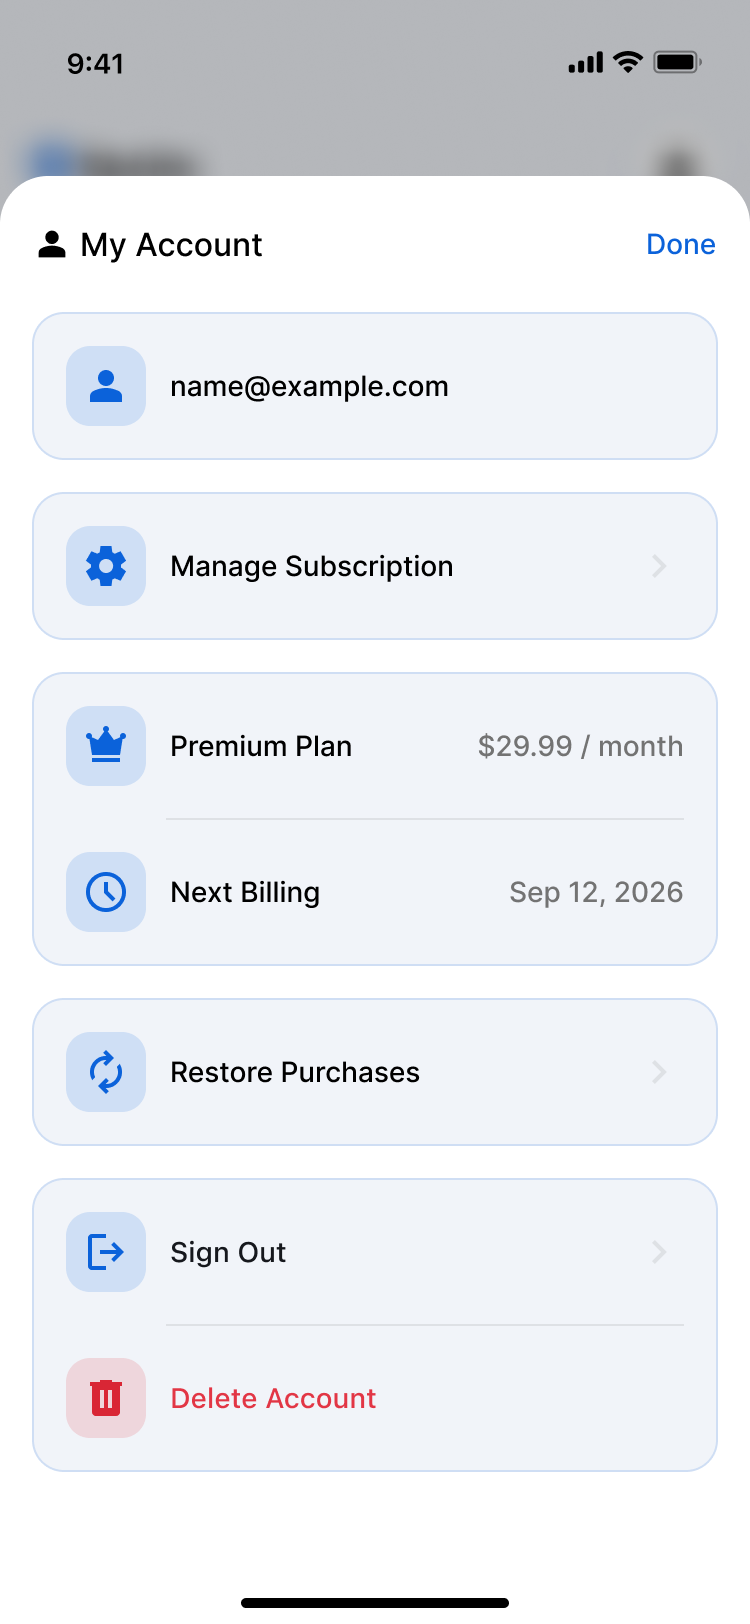 9:41
My Account
Done
name@example.com
Manage Subscription
Premium Plan
$29.99 / month
Next Billing
Sep 12, 2026
Restore Purchases
Sign Out
Delete Account